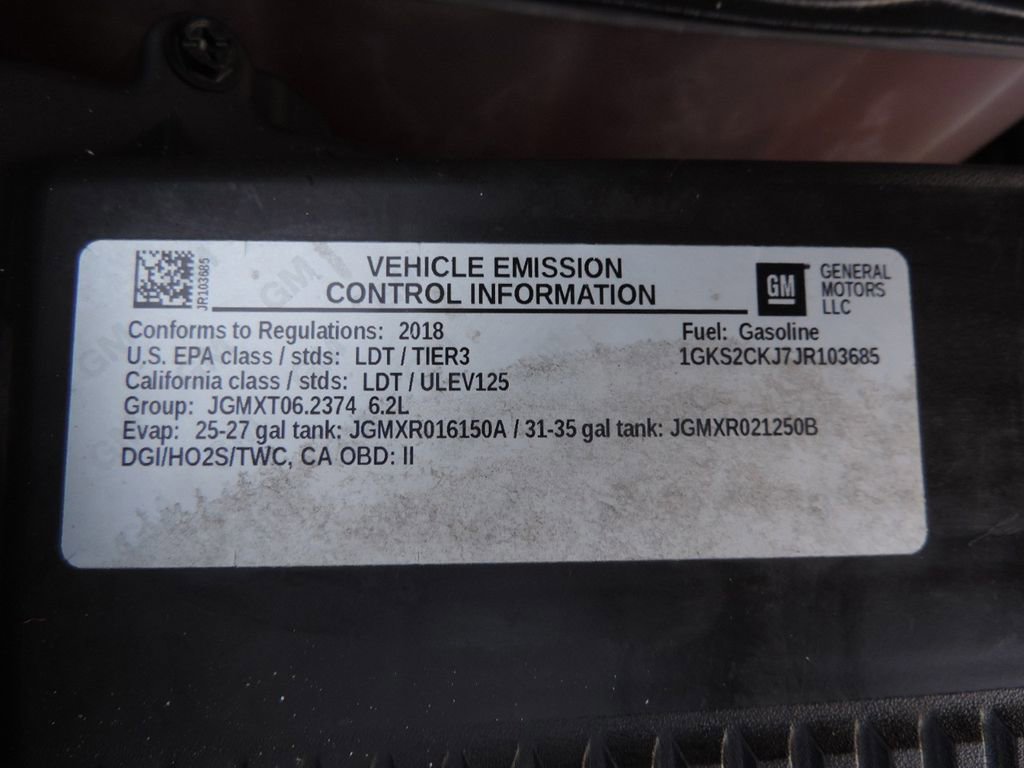 JR103685
VEHICLE EMISSION
CONTROL INFORMATION
GM
GENERAL
MOTORS
LLC
Conforms to Regulations: 2018
Fuel: Gasoline
U.S. EPA class / stds: LDT / TIER3
1GKS2CKJ7JR103685
California class / stds: LDT / ULEV125
Group: JGMXT06.2374 6.2L
Evap: 25-27 gal tank: JGMXR016150A / 31-35 gal tank: JGMXR021250B
DGI/HO2S/TWC, CA OBD: II